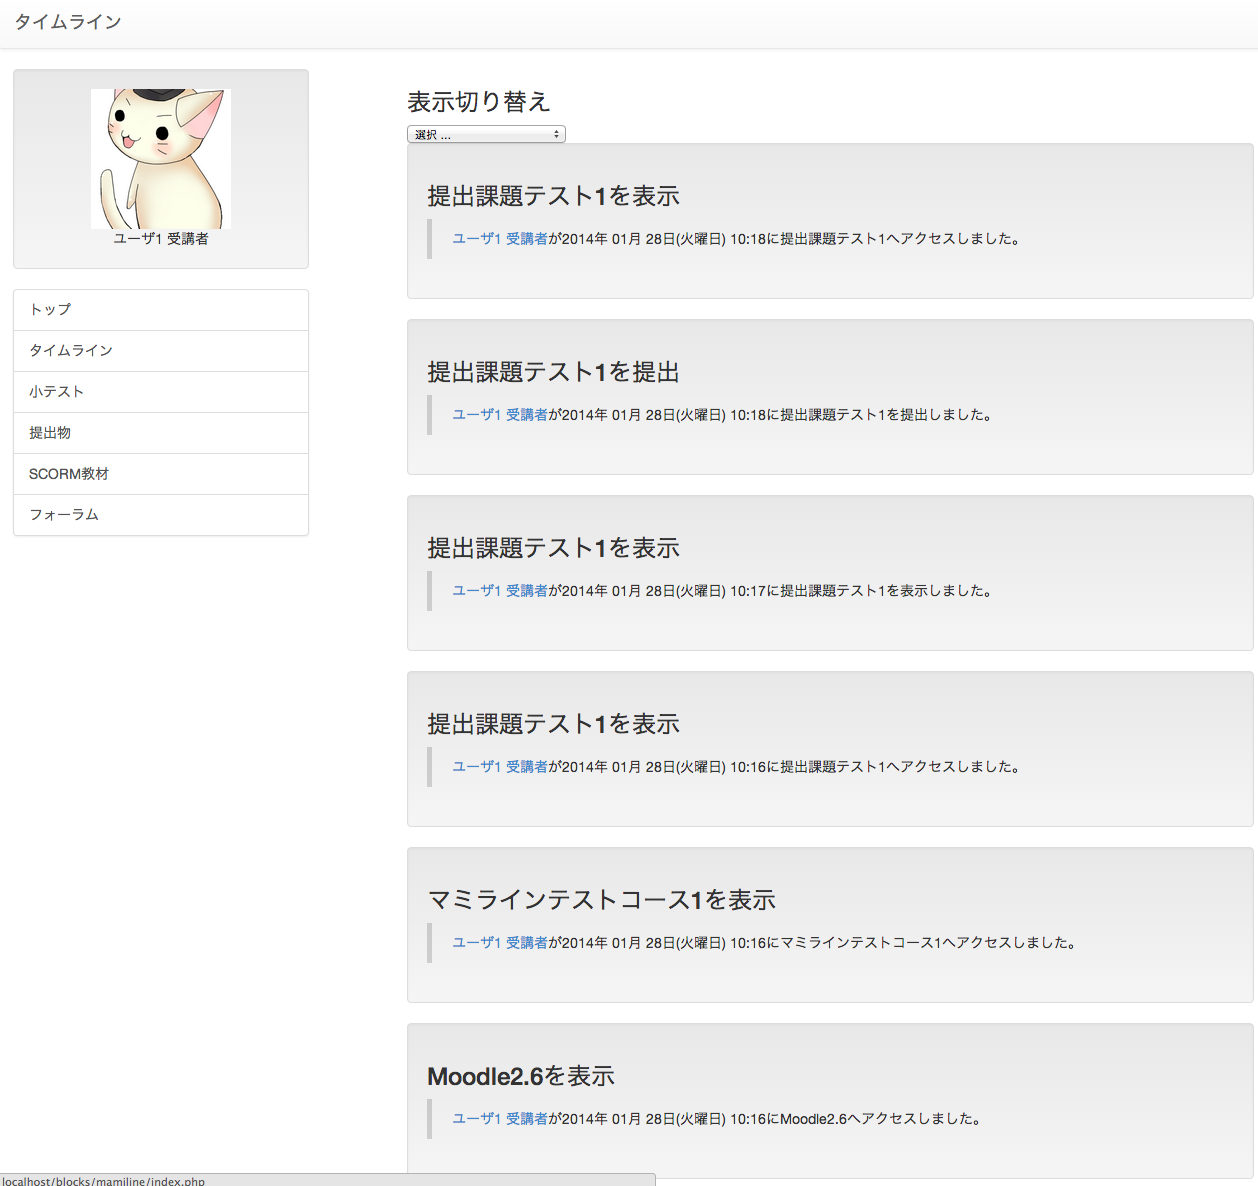 タイムライン
ユーザ1 受講者
トップ
タイムライン
小テスト
提出物
SCORM教材
フォーラム
表示切り替え
選択 ...
提出課題テスト1を表示
ユーザ1 受講者が2014年 01月 28日(火曜日) 10:18に提出課題テスト1へアクセスしました。
提出課題テスト1を提出
ユーザ1 受講者が2014年 01月 28日(火曜日) 10:18に提出課題テスト1を提出しました。
提出課題テスト1を表示
ユーザ1 受講者が2014年 01月 28日(火曜日) 10:17に提出課題テスト1を表示しました。
提出課題テスト1を表示
ユーザ1 受講者が2014年 01月 28日(火曜日) 10:16に提出課題テスト1へアクセスしました。
マミラインテストコース1を表示
ユーザ1 受講者が2014年 01月 28日(火曜日) 10:16にマミラインテストコース1へアクセスしました。
Moodle2.6を表示
ユーザ1 受講者が2014年 01月 28日(火曜日) 10:16にMoodle2.6へアクセスしました。
localhost/blocks/mamiline/index.php